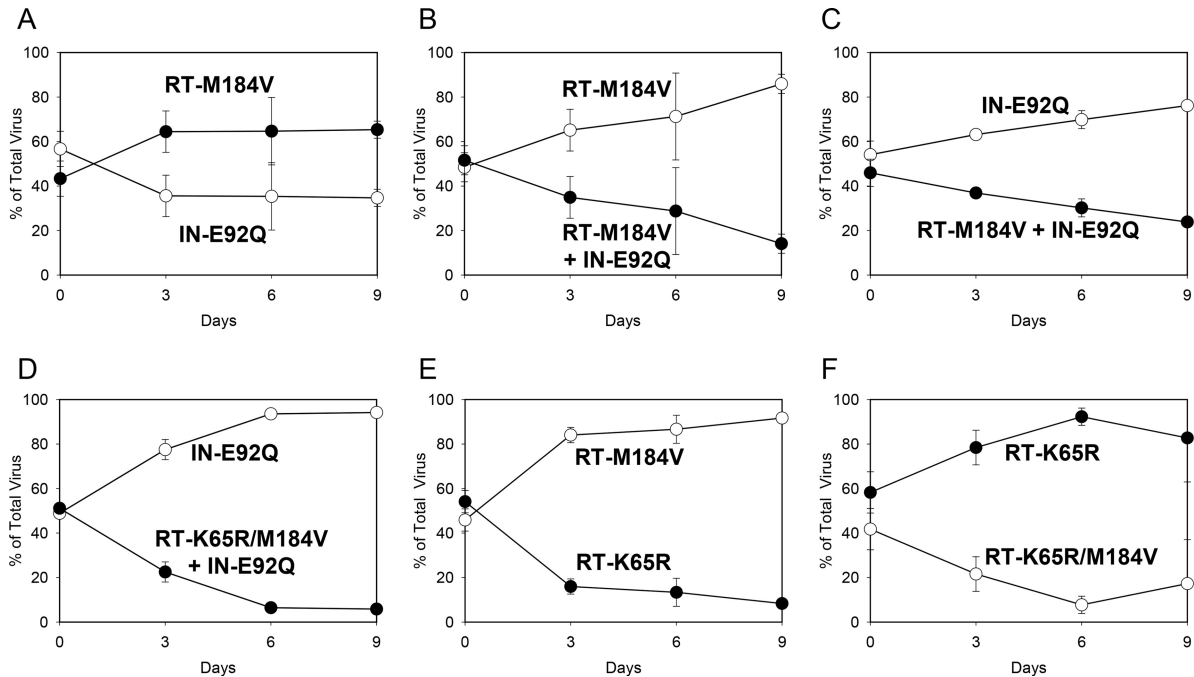 A
% of Total Virus
100
80
60
40
20
0
RT-M184V
IN-E92Q
0 3 6 9
Days
B
% of Total Virus
100
80
60
40
20
0
RT-M184V
RT-M184V
+ IN-E92Q
0 3 6 9
Days
C
% of Total Virus
100
80
60
40
20
0
IN-E92Q
RT-M184V + IN-E92Q
0 3 6 9
Days
D
% of Total Virus
100
80
60
40
20
0
IN-E92Q
RT-K65R/M184V
+ IN-E92Q
0 3 6 9
Days
E
% of Total Virus
100
80
60
40
20
0
RT-M184V
RT-K65R
0 3 6 9
Days
F
% of Total Virus
100
80
60
40
20
0
RT-K65R
RT-K65R/M184V
0 3 6 9
Days